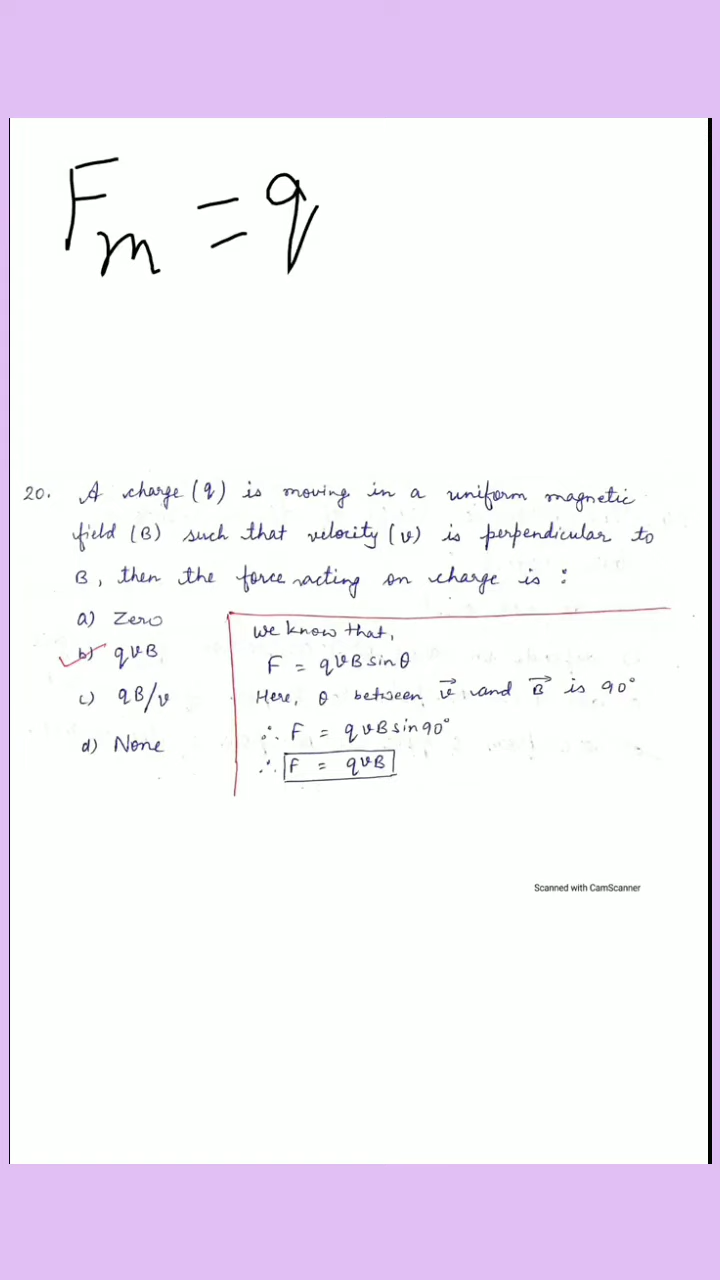 Fm = q
20. A charge (q) is moving in a uniform magnetic
field (B) such that velocity (v) is perpendicular to
B, then the force acting on charge is :
a) Zero
b) qvB
c) qB/v
d) None
We know that,
F = qvB sinθ
Here, θ between v⃗ and B⃗ is 90°
∴ F = qvB sin90°
∴ F = qvB
Scanned with CamScanner